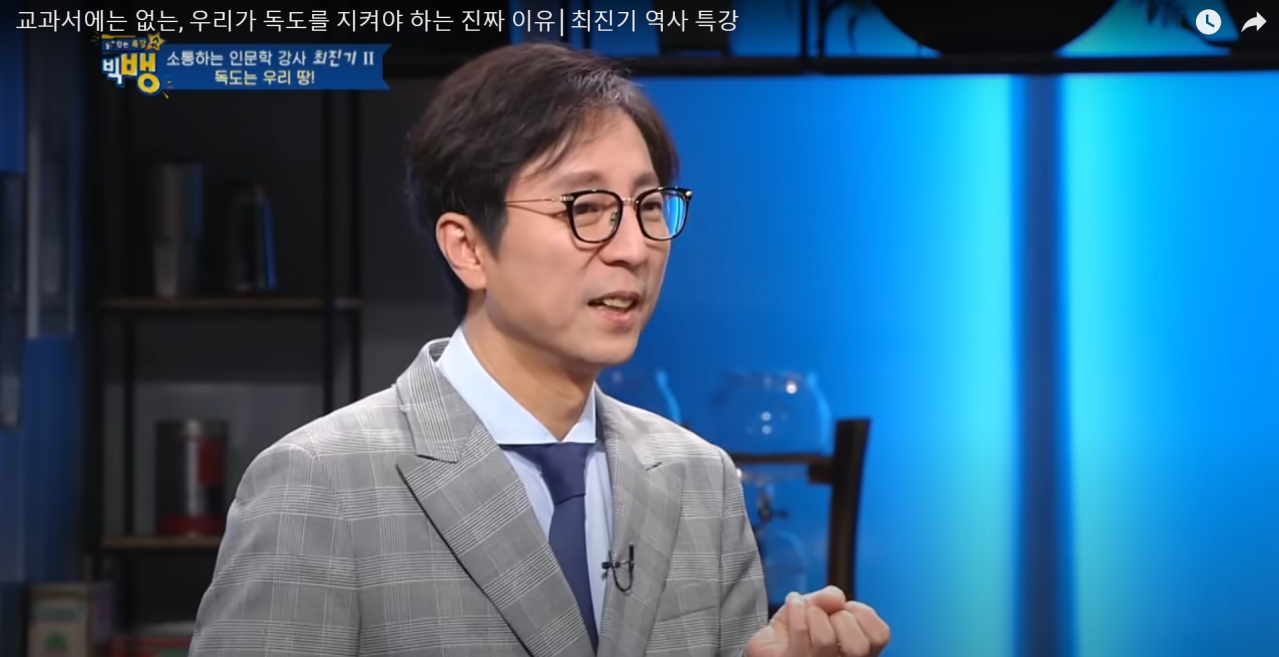 교과서에는 없는, 우리가 독도를 지켜야 하는 진짜 이유│최진기 역사 특강
빅뱅
소통하는 인문학 강사 최진기 II
독도는 우리 땅!